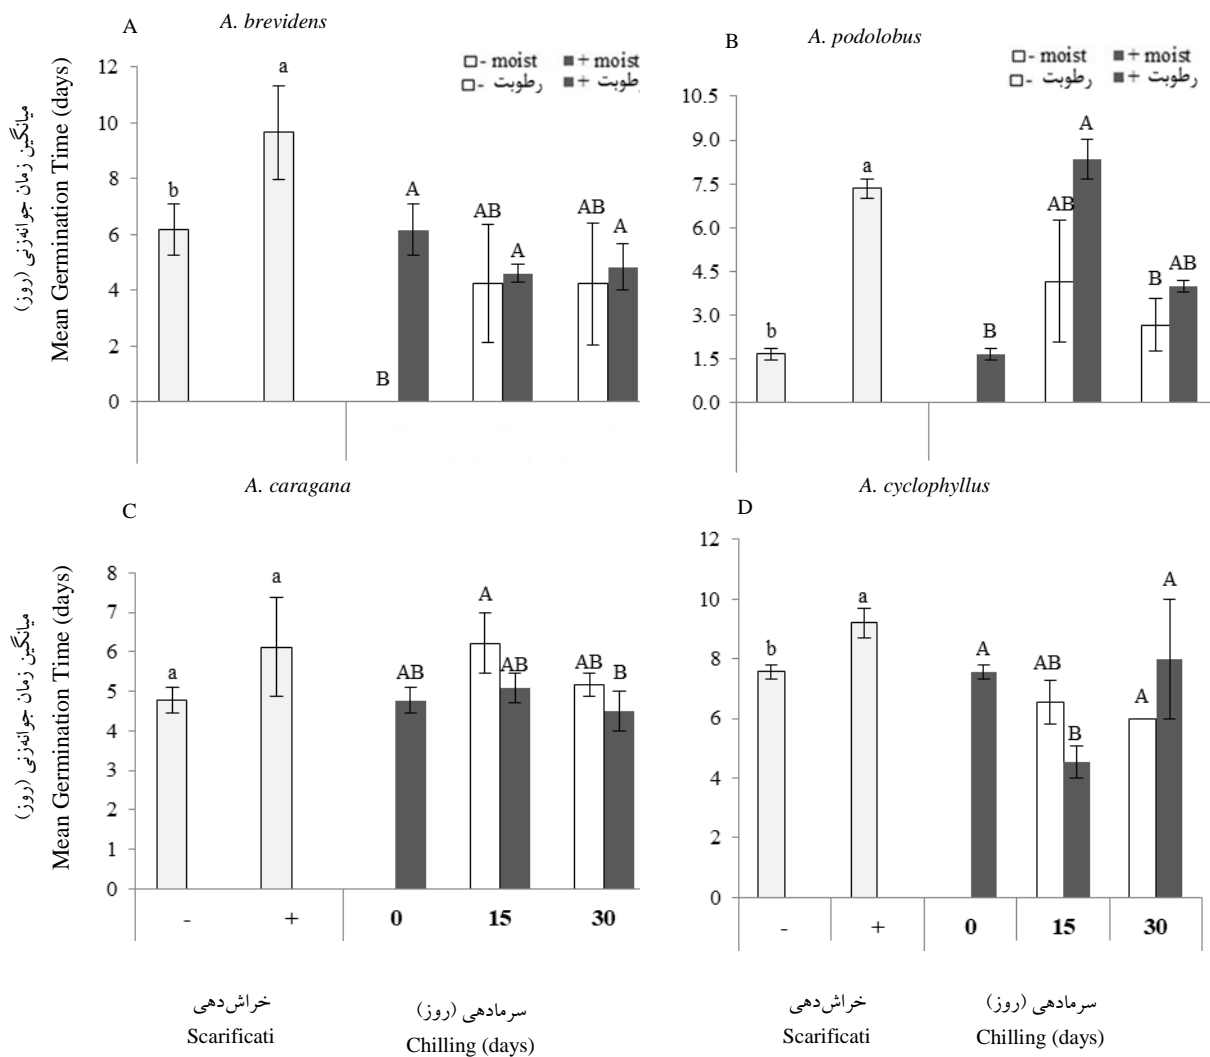 A
A. brevidens
- moist + moist
- رطوبت + رطوبت
میانگین زمان جوانه‌زنی (روز)
Mean Germination Time (days)
12
10
8
6
4
2
0
b
a
B
A
AB
A
AB
A
B
A. podolobus
- moist + moist
- رطوبت + رطوبت
10.5
9.0
7.5
6.0
4.5
3.0
1.5
0.0
b
a
B
AB
A
B
AB
C
A. caragana
میانگین زمان جوانه‌زنی (روز)
Mean Germination Time (days)
8
7
6
5
4
3
2
1
0
a
a
AB
A
AB
AB
B
- + 0 15 30
خراش‌دهی
Scarificati
سرمادهی (روز)
Chilling (days)
D
A. cyclophyllus
12
10
8
6
4
2
0
b
a
A
AB
B
A
A
- + 0 15 30
خراش‌دهی
Scarificati
سرمادهی (روز)
Chilling (days)